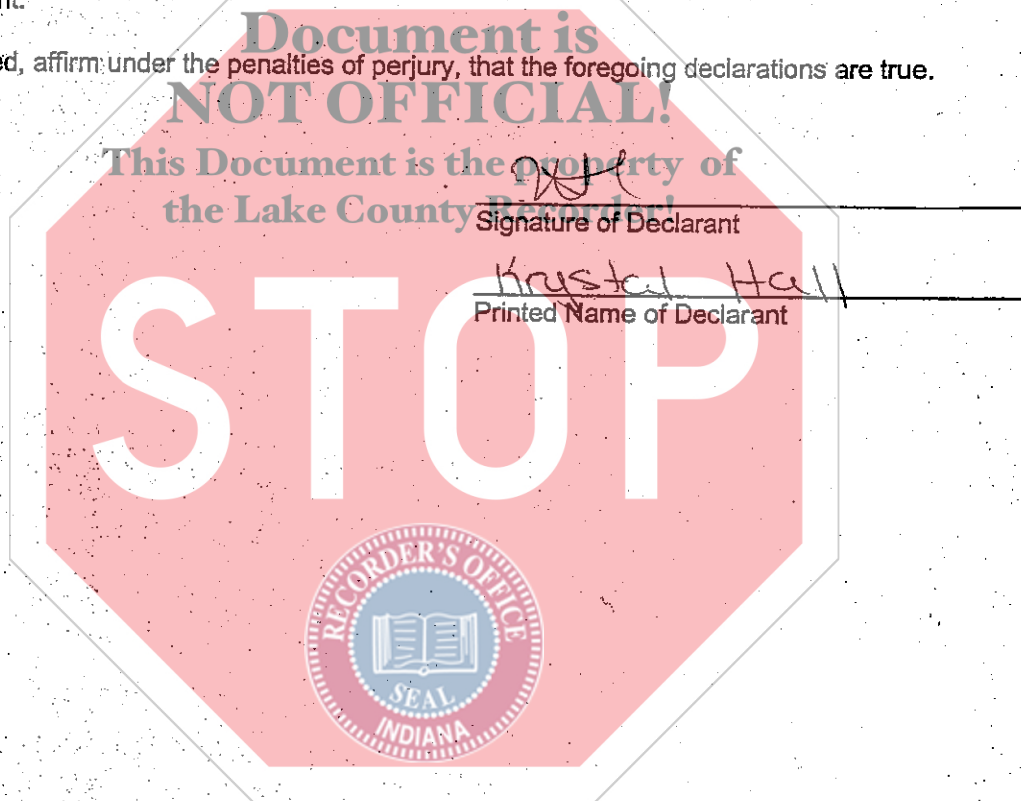 nt.
Document is
ed, affirm under the penalties of perjury, that the foregoing declarations are true.
NOT OFFICIAL!
This Document is the property of
the Lake County Recorder!
Signature of Declarant
Krystal Hall
Printed Name of Declarant
STOP
RECORDER'S OFFICE
SEAL
INDIANA